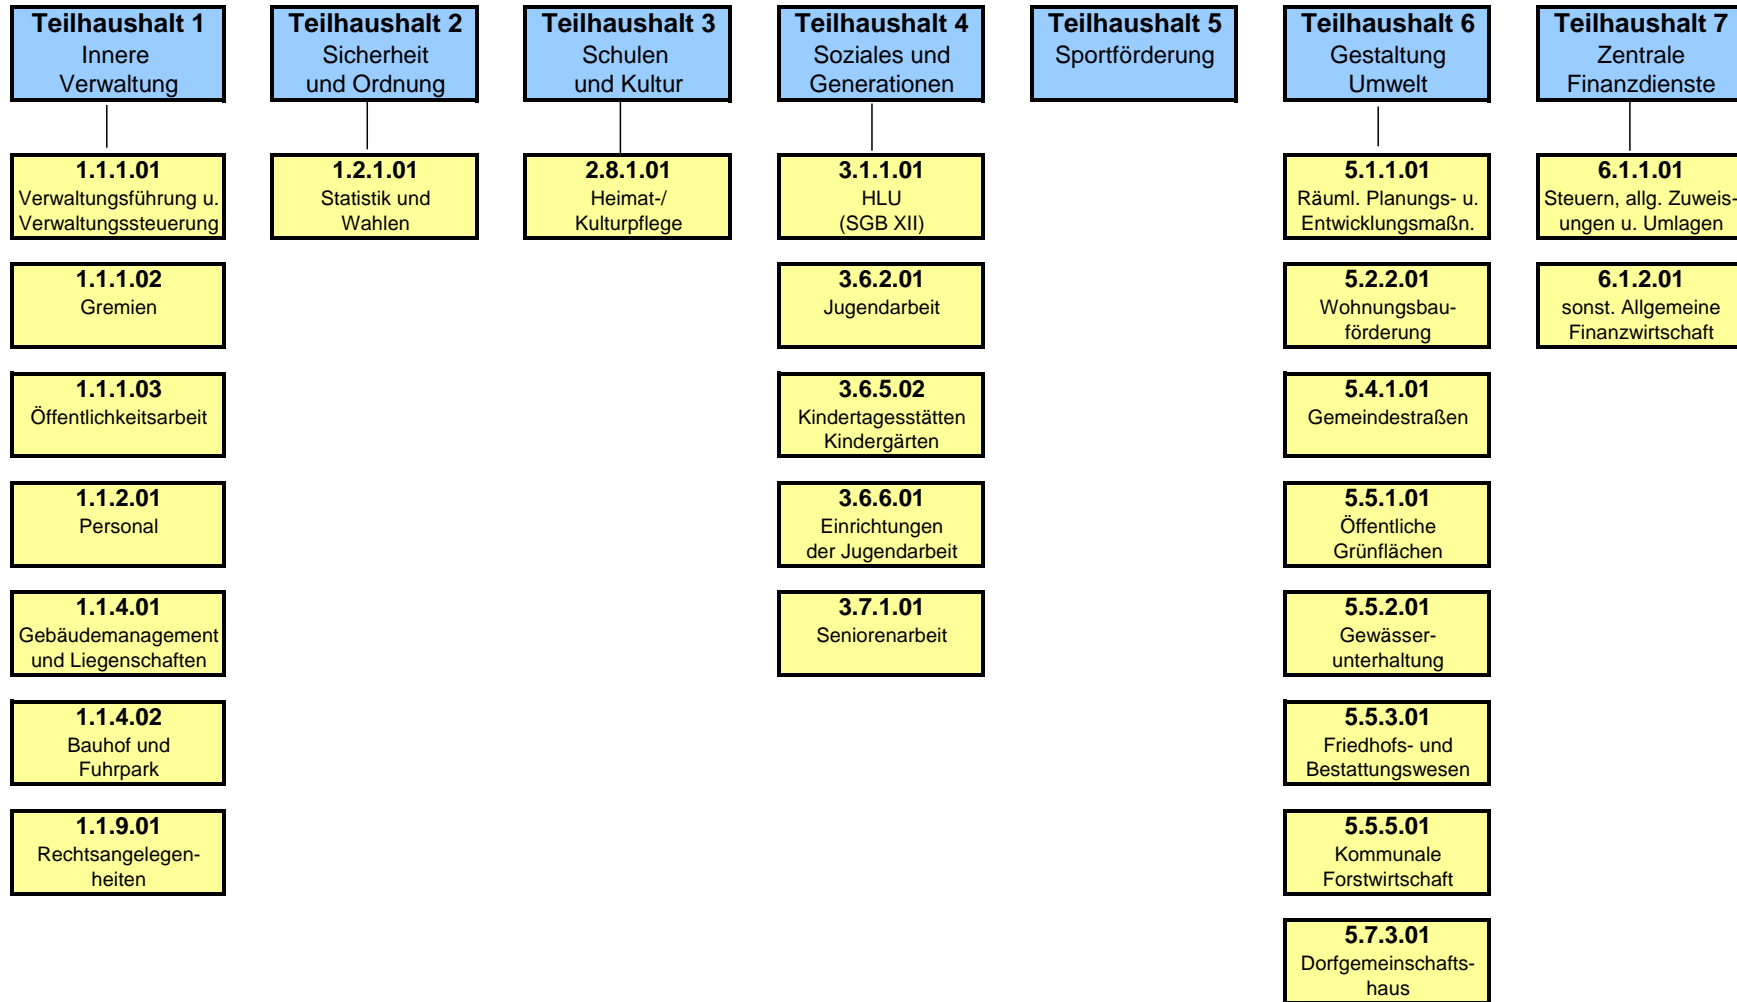 Teilhaushalt 1
Innere
Verwaltung
1.1.1.01
Verwaltungsführung u.
Verwaltungssteuerung
1.1.1.02
Gremien
1.1.1.03
Öffentlichkeitsarbeit
1.1.2.01
Personal
1.1.4.01
Gebäudemanagement
und Liegenschaften
1.1.4.02
Bauhof und
Fuhrpark
1.1.9.01
Rechtsangelegen-
heiten
Teilhaushalt 2
Sicherheit
und Ordnung
1.2.1.01
Statistik und
Wahlen
Teilhaushalt 3
Schulen
und Kultur
2.8.1.01
Heimat-/
Kulturpflege
Teilhaushalt 4
Soziales und
Generationen
3.1.1.01
HLU
(SGB XII)
3.6.2.01
Jugendarbeit
3.6.5.02
Kindertagesstätten
Kindergärten
3.6.6.01
Einrichtungen
der Jugendarbeit
3.7.1.01
Seniorenarbeit
Teilhaushalt 5
Sportförderung
Teilhaushalt 6
Gestaltung
Umwelt
5.1.1.01
Räuml. Planungs- u.
Entwicklungsmaßn.
5.2.2.01
Wohnungsbau-
förderung
5.4.1.01
Gemeindestraßen
5.5.1.01
Öffentliche
Grünflächen
5.5.2.01
Gewässer-
unterhaltung
5.5.3.01
Friedhofs- und
Bestattungswesen
5.5.5.01
Kommunale
Forstwirtschaft
5.7.3.01
Dorfgemeinschafts-
haus
Teilhaushalt 7
Zentrale
Finanzdienste
6.1.1.01
Steuern, allg. Zuweis-
ungen u. Umlagen
6.1.2.01
sonst. Allgemeine
Finanzwirtschaft